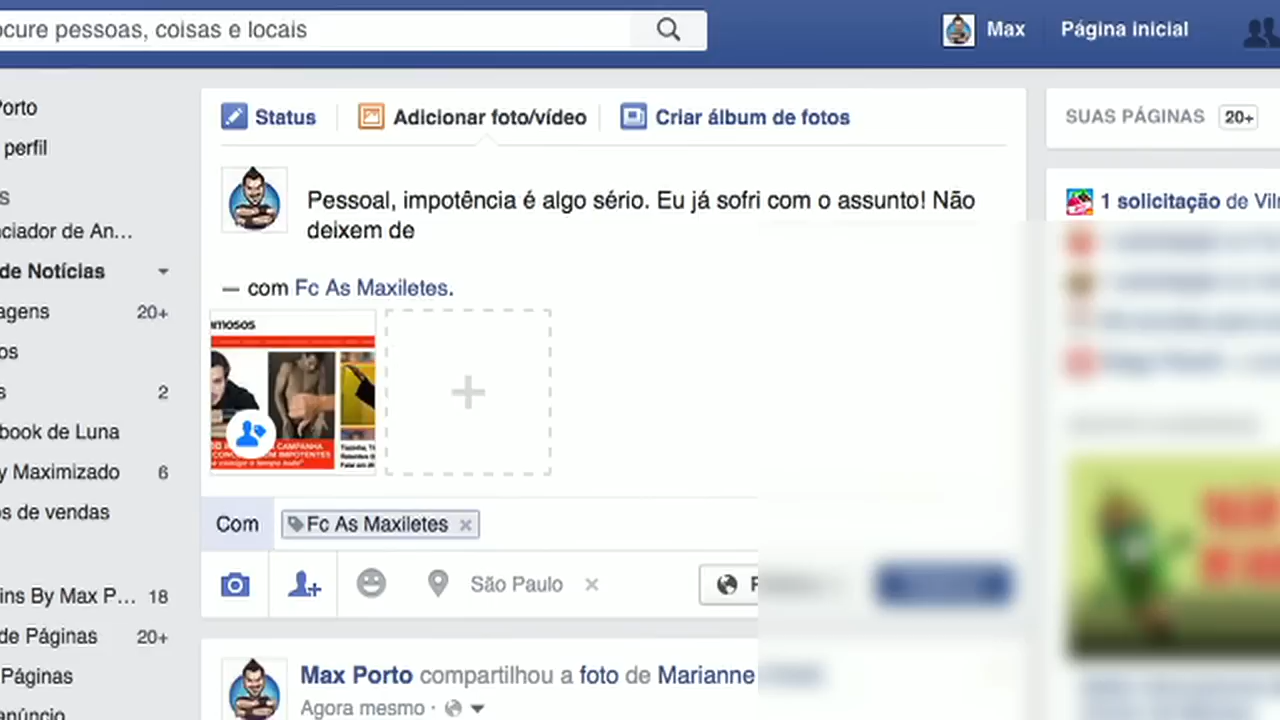 ocure pessoas, coisas e locais
Max
Página inicial
Porto
perfil
S
nciador de An...
de Notícias
agens 20+
os
s 2
book de Luna
y Maximizado 6
os de vendas
ins By Max P... 18
de Páginas 20+
Páginas
anúncio
Status
Adicionar foto/vídeo
Criar álbum de fotos
Pessoal, impotência é algo sério. Eu já sofri com o assunto! Não
deixem de
— com Fc As Maxiletes.
mosos
CAMPANHA
IMPOTENTES
Com
Fc As Maxiletes
São Paulo
Max Porto compartilhou a foto de Marianne
Agora mesmo ·
SUAS PÁGINAS 20+
1 solicitação de Viln